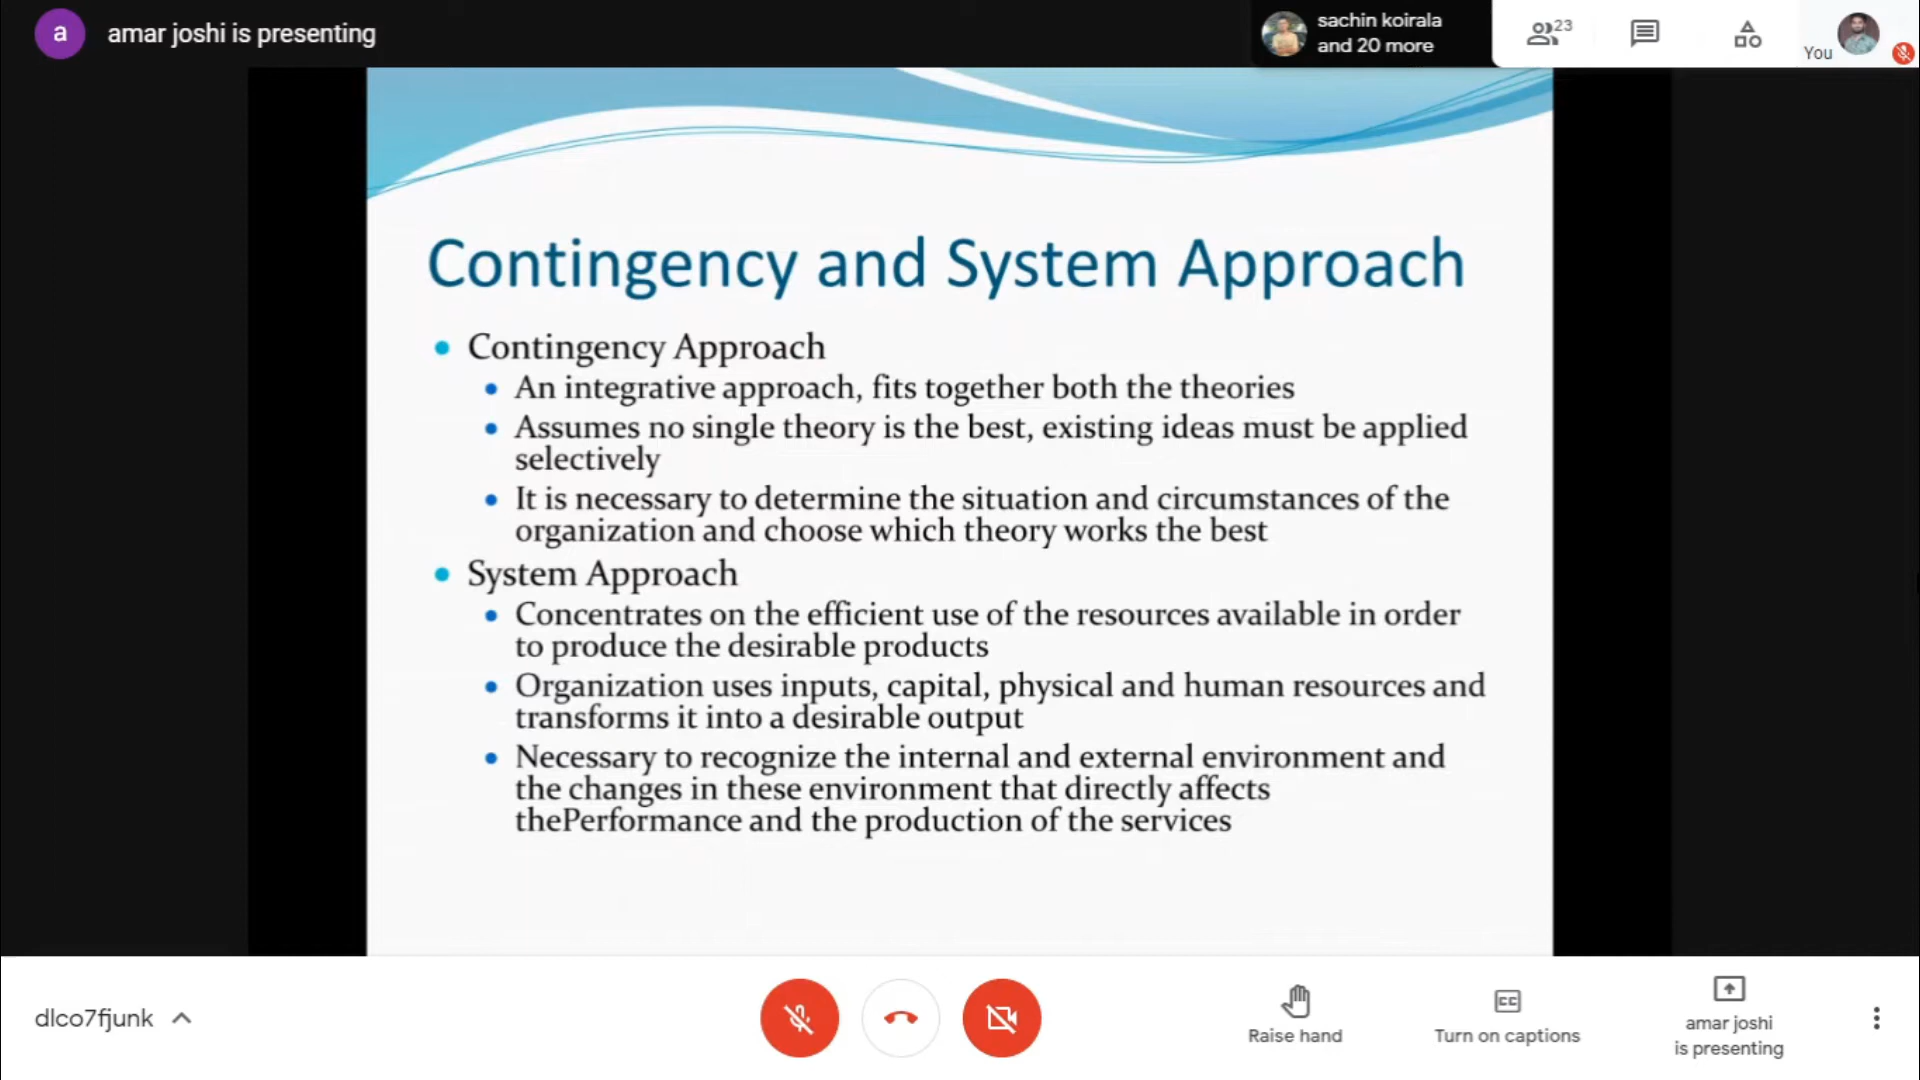 a
amar joshi is presenting
sachin koirala
and 20 more
23
You
Contingency and System Approach
Contingency Approach
An integrative approach, fits together both the theories
Assumes no single theory is the best, existing ideas must be applied
selectively
It is necessary to determine the situation and circumstances of the
organization and choose which theory works the best
System Approach
Concentrates on the efficient use of the resources available in order
to produce the desirable products
Organization uses inputs, capital, physical and human resources and
transforms it into a desirable output
Necessary to recognize the internal and external environment and
the changes in these environment that directly affects
thePerformance and the production of the services
dlco7fjunk
Raise hand
CC
Turn on captions
amar joshi
is presenting